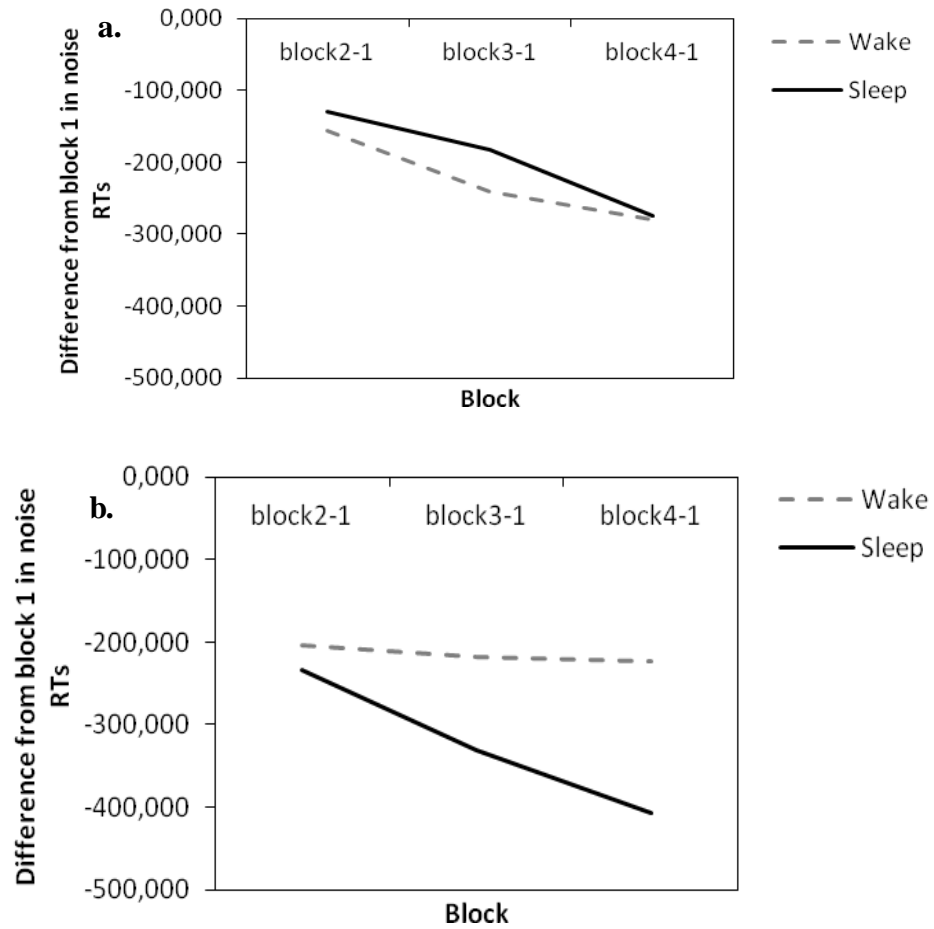 a.
Difference from block 1 in noise
RTs
0,000
-100,000
-200,000
-300,000
-400,000
-500,000
block2-1 block3-1 block4-1
Block
Wake
Sleep
b.
Difference from block 1 in noise
RTs
0,000
-100,000
-200,000
-300,000
-400,000
-500,000
block2-1 block3-1 block4-1
Block
Wake
Sleep